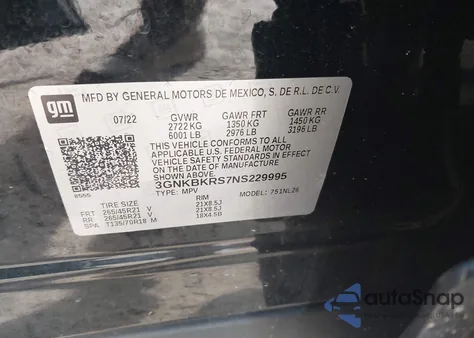 gm
MFD BY GENERAL MOTORS DE MEXICO, S. DE R.L. DE C.V.
07/22 GVWR GAWR FRT GAWR RR
2722 KG 1350 KG 1450 KG
6001 LB 2976 LB 3196 LB
THIS VEHICLE CONFORMS TO ALL
APPLICABLE U.S. FEDERAL MOTOR
VEHICLE SAFETY STANDARDS IN EFFECT
ON THE DATE OF MANUFACTURE SHOWN ABOVE.
3GNKBKRS7NS229995
TYPE: MPV MODEL: 751NL26
TIRE SIZE RIM
FRT 265/45R21 V 21X8.5J
RR 265/45R21 V 21X8.5J
SPA T135/70R18 M 18X4.5B
autoSnap